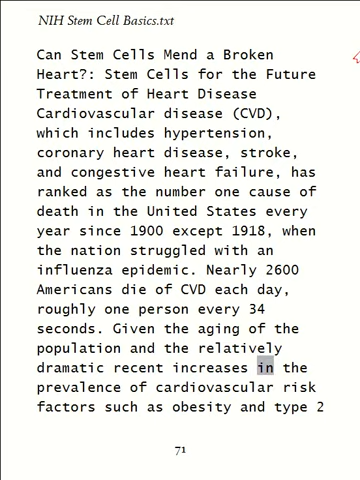 NIH Stem Cell Basics.txt
Can Stem Cells Mend a Broken
Heart?: Stem Cells for the Future
Treatment of Heart Disease
Cardiovascular disease (CVD),
which includes hypertension,
coronary heart disease, stroke,
and congestive heart failure, has
ranked as the number one cause of
death in the United States every
year since 1900 except 1918, when
the nation struggled with an
influenza epidemic. Nearly 2600
Americans die of CVD each day,
roughly one person every 34
seconds. Given the aging of the
population and the relatively
dramatic recent increases in the
prevalence of cardiovascular risk
factors such as obesity and type 2
71